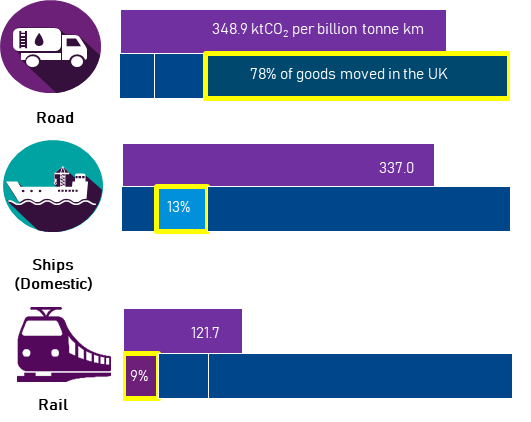 348.9 ktCO₂ per billion tonne km
78% of goods moved in the UK
Road
337.0
13%
Ships
(Domestic)
121.7
9%
Rail